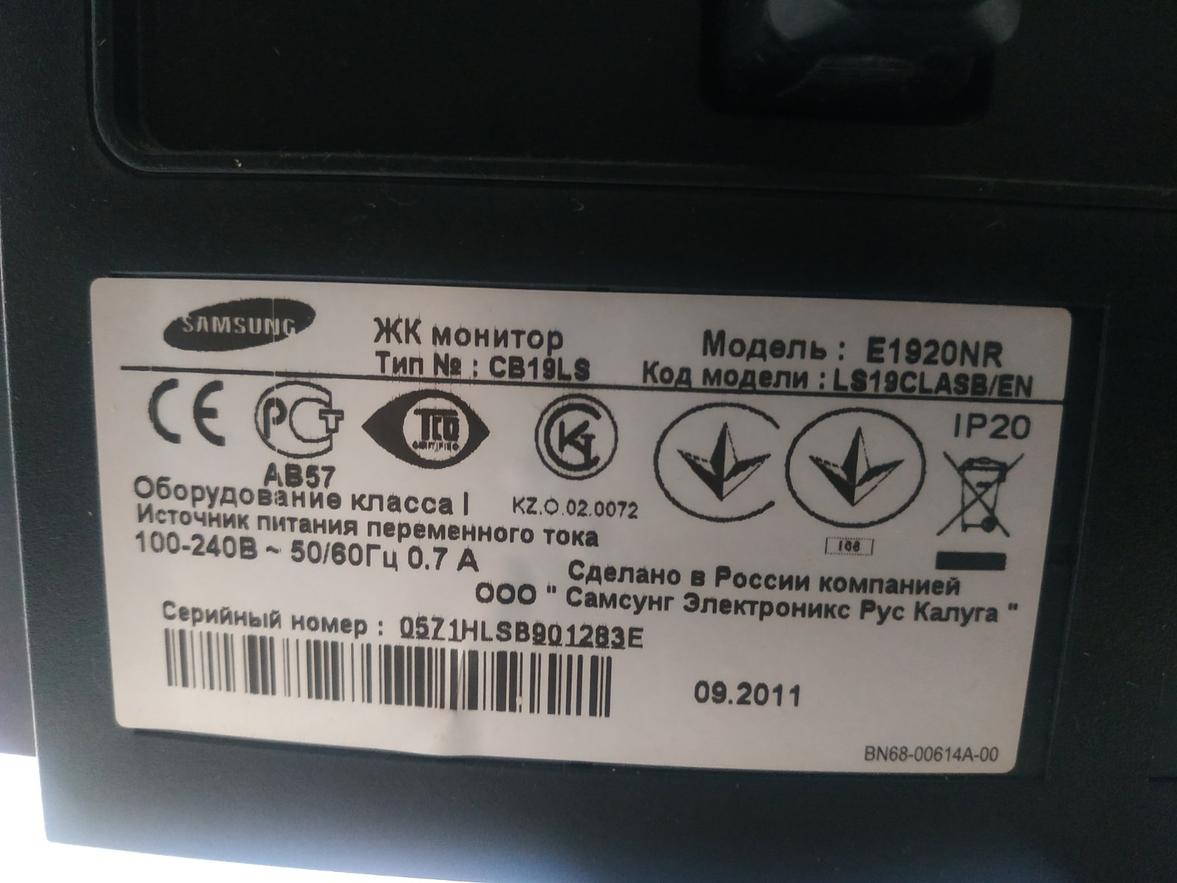 SAMSUNG
ЖК монитор
Тип № : CB19LS
Модель : E1920NR
Код модели : LS19CLASB/EN
CE
РСТ
TCO
CERTIFIED
IP20
AB57
Оборудование класса I
KZ.O.02.0072
Источник питания переменного тока
100-240В ~ 50/60Гц 0.7 А
Сделано в России компанией
ООО " Самсунг Электроникс Рус Калуга "
Серийный номер : 0571HLSB901283E
09.2011
BN68-00614A-00